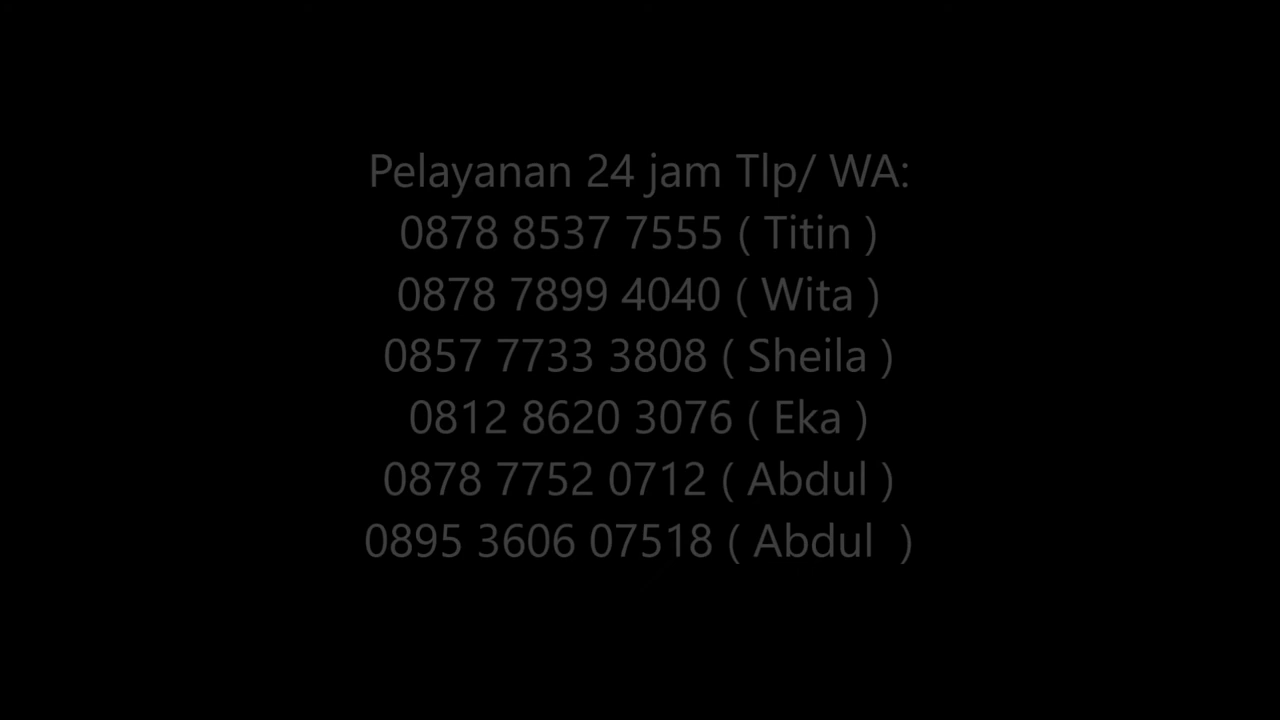 Pelayanan 24 jam Tlp/ WA:
0878 8537 7555 ( Titin )
0878 7899 4040 ( Wita )
0857 7733 3808 ( Sheila )
0812 8620 3076 ( Eka )
0878 7752 0712 ( Abdul )
0895 3606 07518 ( Abdul  )